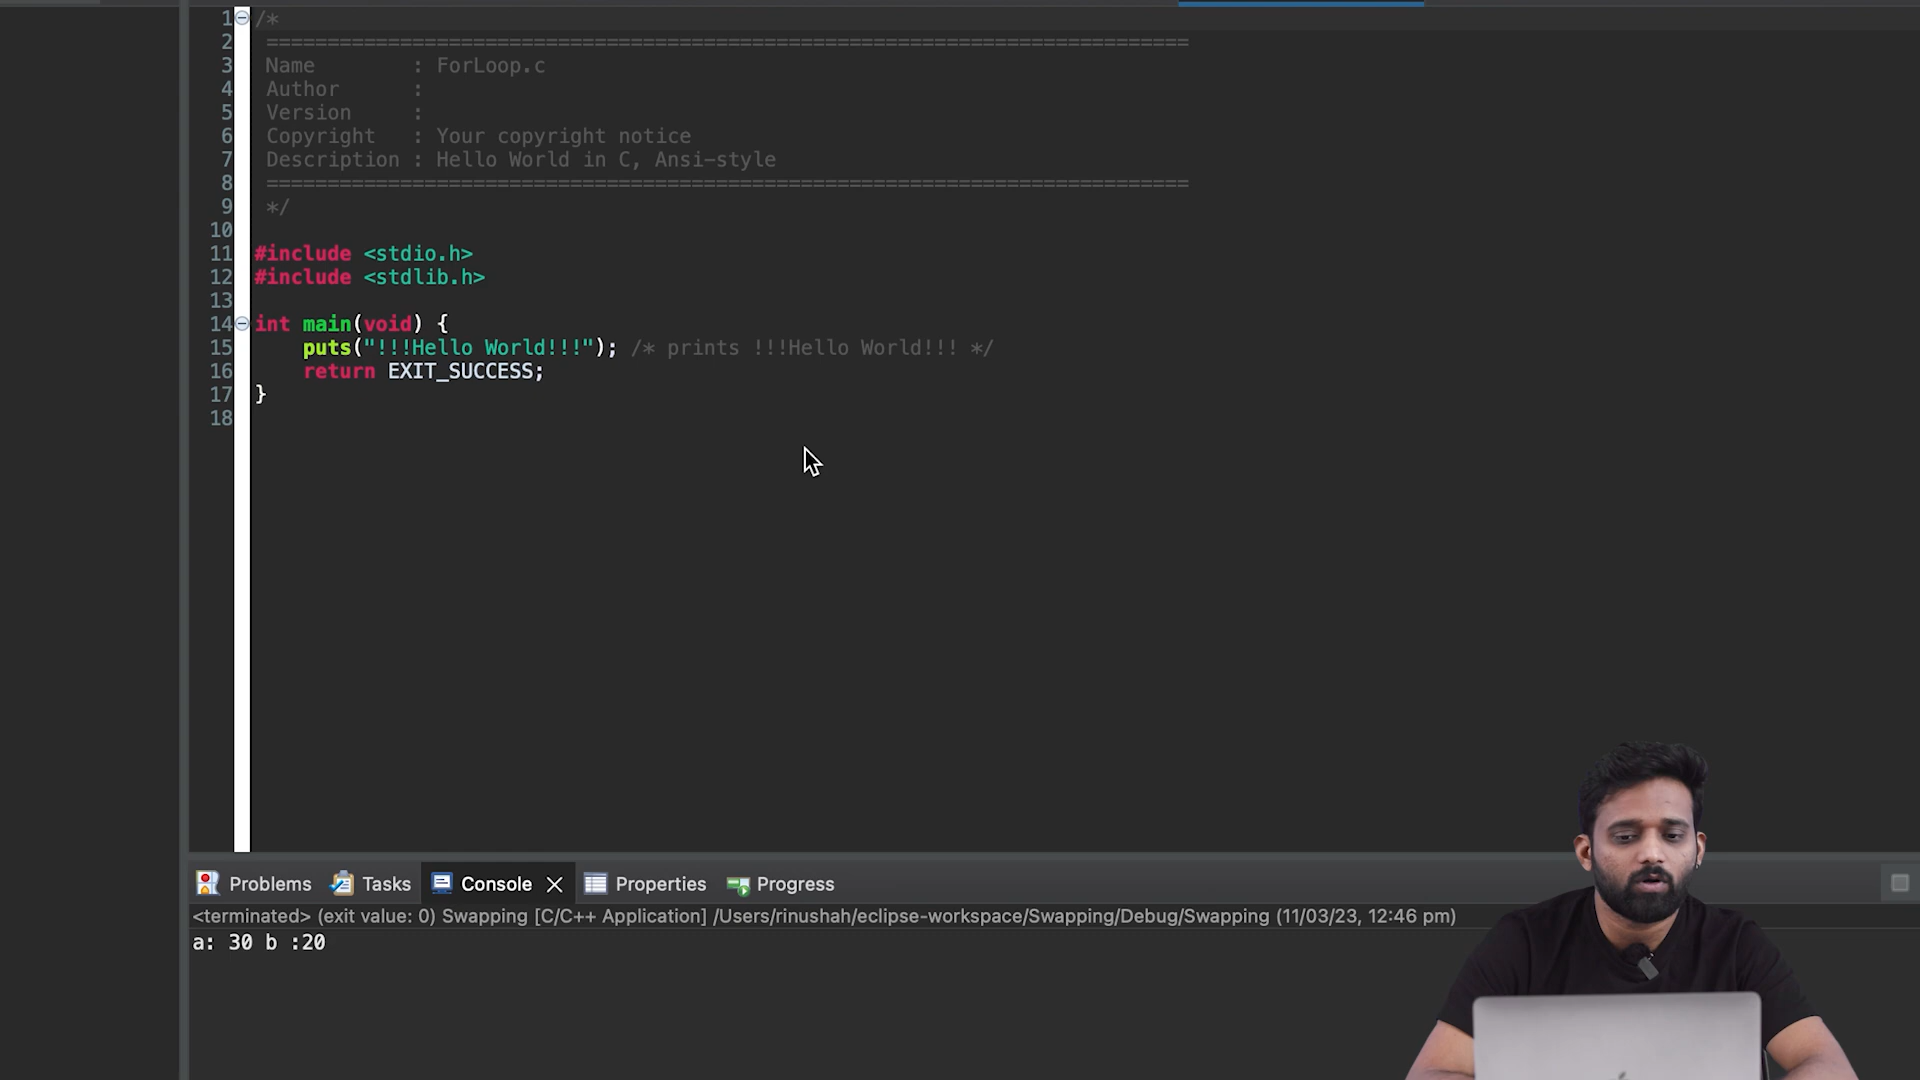 1 /*
2 ============================================================================
3 Name        : ForLoop.c
4 Author      :
5 Version     :
6 Copyright   : Your copyright notice
7 Description : Hello World in C, Ansi-style
8 ============================================================================
9 */
10
11 #include <stdio.h>
12 #include <stdlib.h>
13
14 int main(void) {
15     puts("!!!Hello World!!!"); /* prints !!!Hello World!!! */
16     return EXIT_SUCCESS;
17 }
18
Problems Tasks Console Properties Progress
<terminated> (exit value: 0) Swapping [C/C++ Application] /Users/rinushah/eclipse-workspace/Swapping/Debug/Swapping (11/03/23, 12:46 pm)
a: 30 b :20